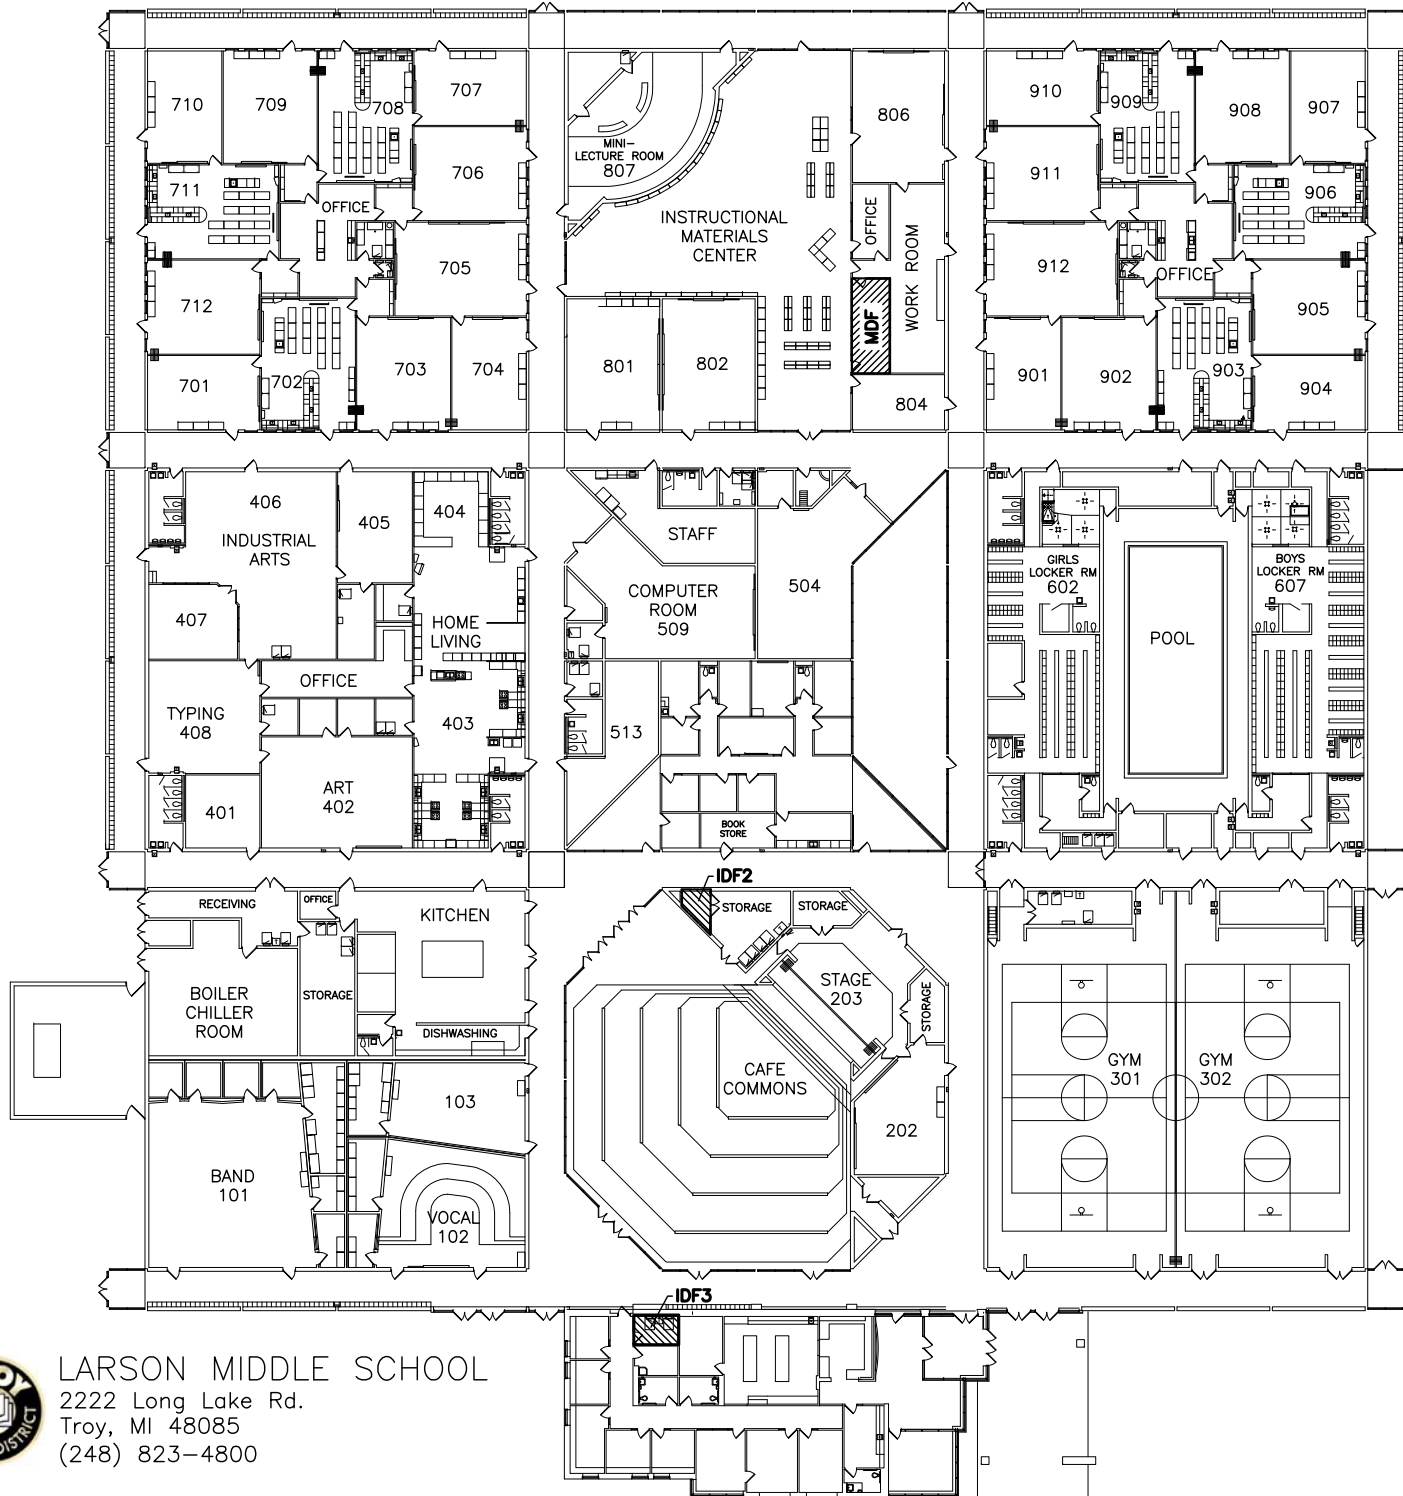 710
709
708
707
706
711
OFFICE
705
712
702
703
704
701
MINI-
LECTURE ROOM
807
806
INSTRUCTIONAL
MATERIALS
CENTER
OFFICE
WORK ROOM
MDF
801
802
804
910
909
908
907
911
906
912
OFFICE
905
901
902
903
904
406
INDUSTRIAL
ARTS
405
404
407
HOME
LIVING
OFFICE
TYPING
408
403
401
ART
402
STAFF
COMPUTER
ROOM
509
504
513
BOOK
STORE
GIRLS
LOCKER RM
602
POOL
BOYS
LOCKER RM
607
RECEIVING
OFFICE
KITCHEN
BOILER
CHILLER
ROOM
STORAGE
DISHWASHING
103
BAND
101
VOCAL
102
IDF2
STORAGE
STORAGE
STAGE
203
STORAGE
CAFE
COMMONS
202
GYM
301
GYM
302
IDF3
LARSON MIDDLE SCHOOL
2222 Long Lake Rd.
Troy, MI 48085
(248) 823-4800
DISTRICT